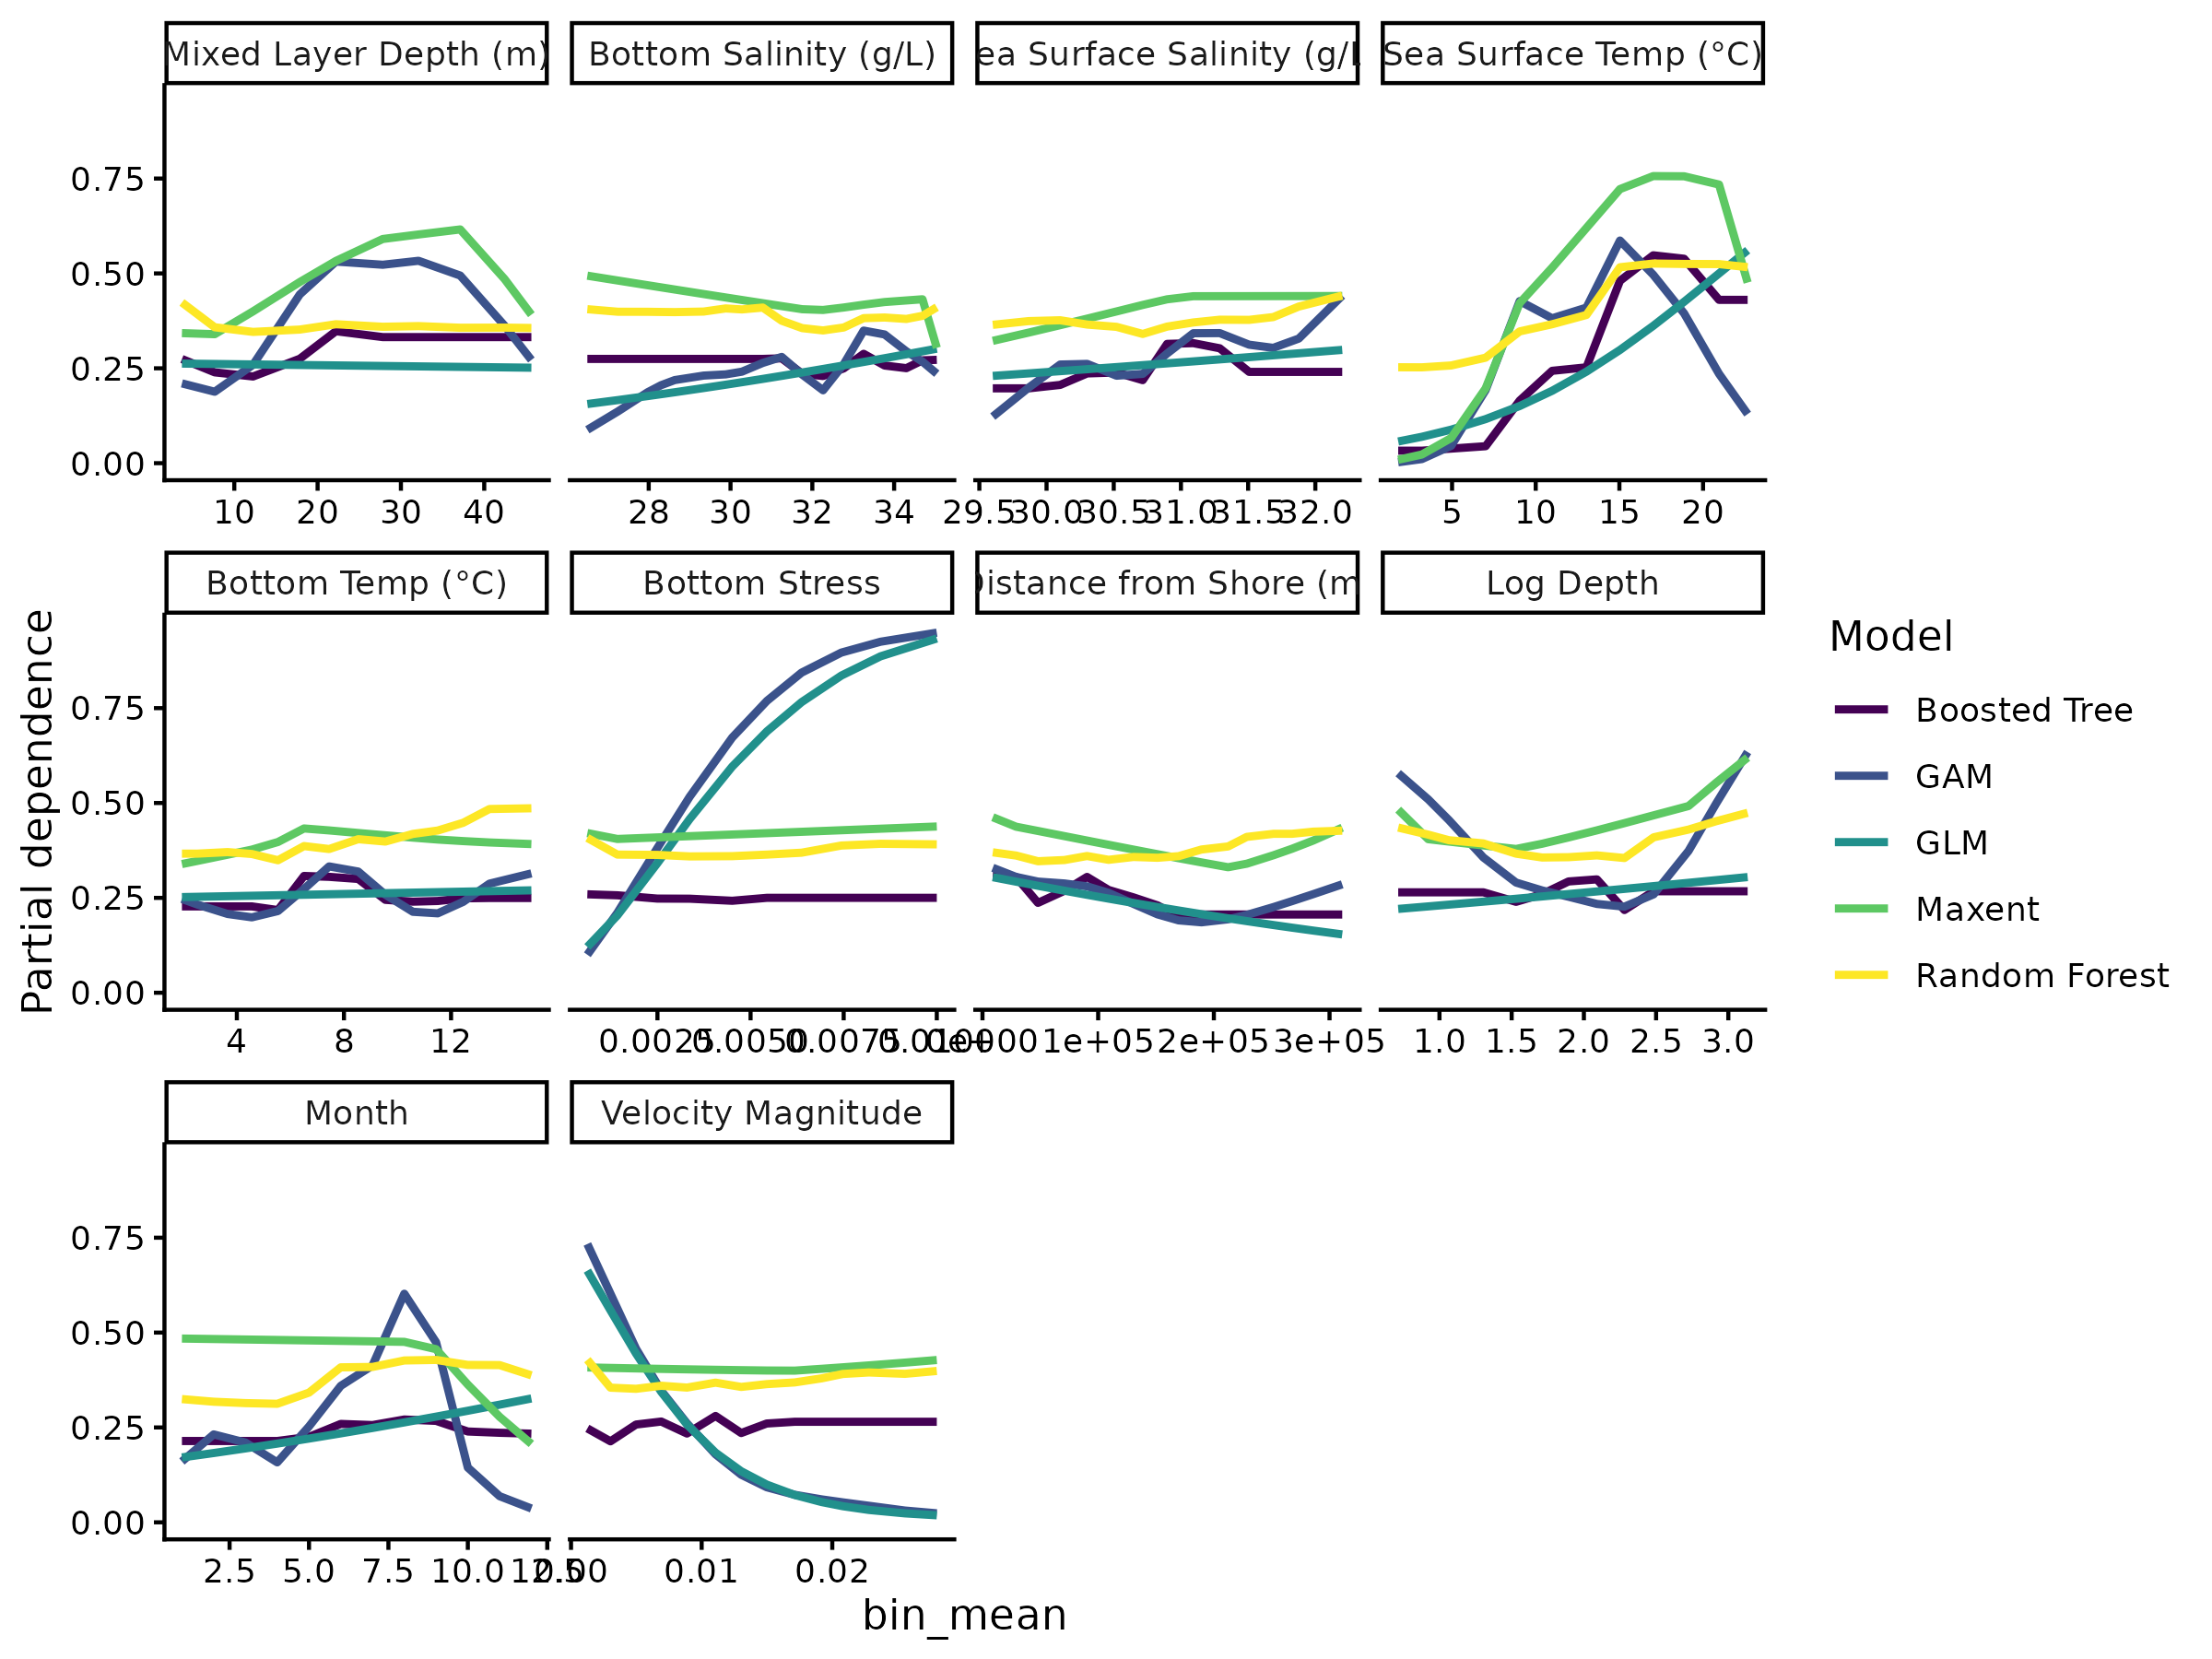 Mixed Layer Depth (m)
Bottom Salinity (g/L)
ea Surface Salinity (g/L
Sea Surface Temp (°C)
0.75
0.50
0.25
0.00
10 20 30 40
28 30 32 34
29.5 30.0 30.5 31.0 31.5 32.0
5 10 15 20
Bottom Temp (°C)
Bottom Stress
Distance from Shore (m
Log Depth
Partial dependence
0.75
0.50
0.25
0.00
4 8 12
0.0025 0.0050 0.0075 0.0100
0e+00 1e+05 2e+05 3e+05
1.0 1.5 2.0 2.5 3.0
Model
Boosted Tree
GAM
GLM
Maxent
Random Forest
Month
Velocity Magnitude
0.75
0.50
0.25
0.00
2.5 5.0 7.5 10.0 12.5
0.00 0.01 0.02
bin_mean